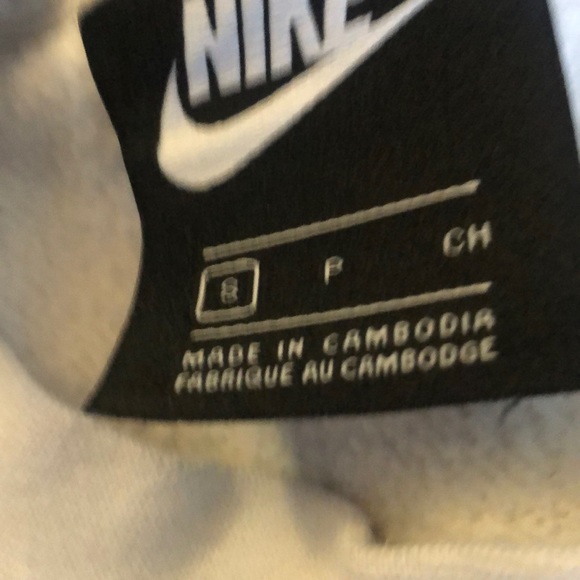 NIKE
S P CH
MADE IN CAMBODIA
FABRIQUE AU CAMBODGE